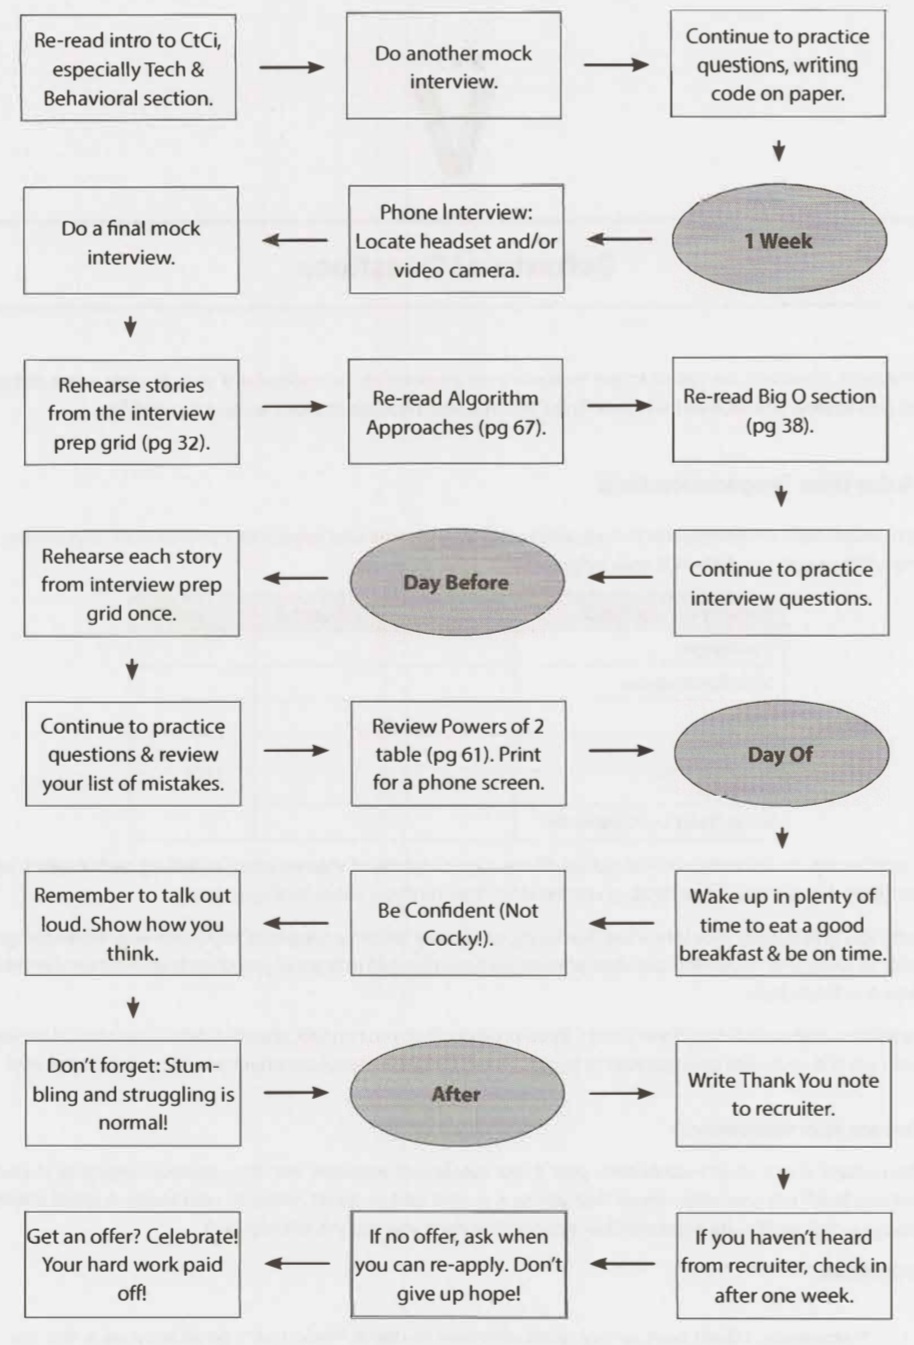 Re-read intro to CtCi,
especially Tech &
Behavioral section.
Do another mock
interview.
Continue to practice
questions, writing
code on paper.
1 Week
Phone Interview:
Locate headset and/or
video camera.
Do a final mock
interview.
Rehearse stories
from the interview
prep grid (pg 32).
Re-read Algorithm
Approaches (pg 67).
Re-read Big O section
(pg 38).
Continue to practice
interview questions.
Day Before
Rehearse each story
from interview prep
grid once.
Continue to practice
questions & review
your list of mistakes.
Review Powers of 2
table (pg 61). Print
for a phone screen.
Day Of
Wake up in plenty of
time to eat a good
breakfast & be on time.
Be Confident (Not
Cocky!).
Remember to talk out
loud. Show how you
think.
Don't forget: Stum-
bling and struggling is
normal!
After
Write Thank You note
to recruiter.
If you haven't heard
from recruiter, check in
after one week.
If no offer, ask when
you can re-apply. Don't
give up hope!
Get an offer? Celebrate!
Your hard work paid
off!